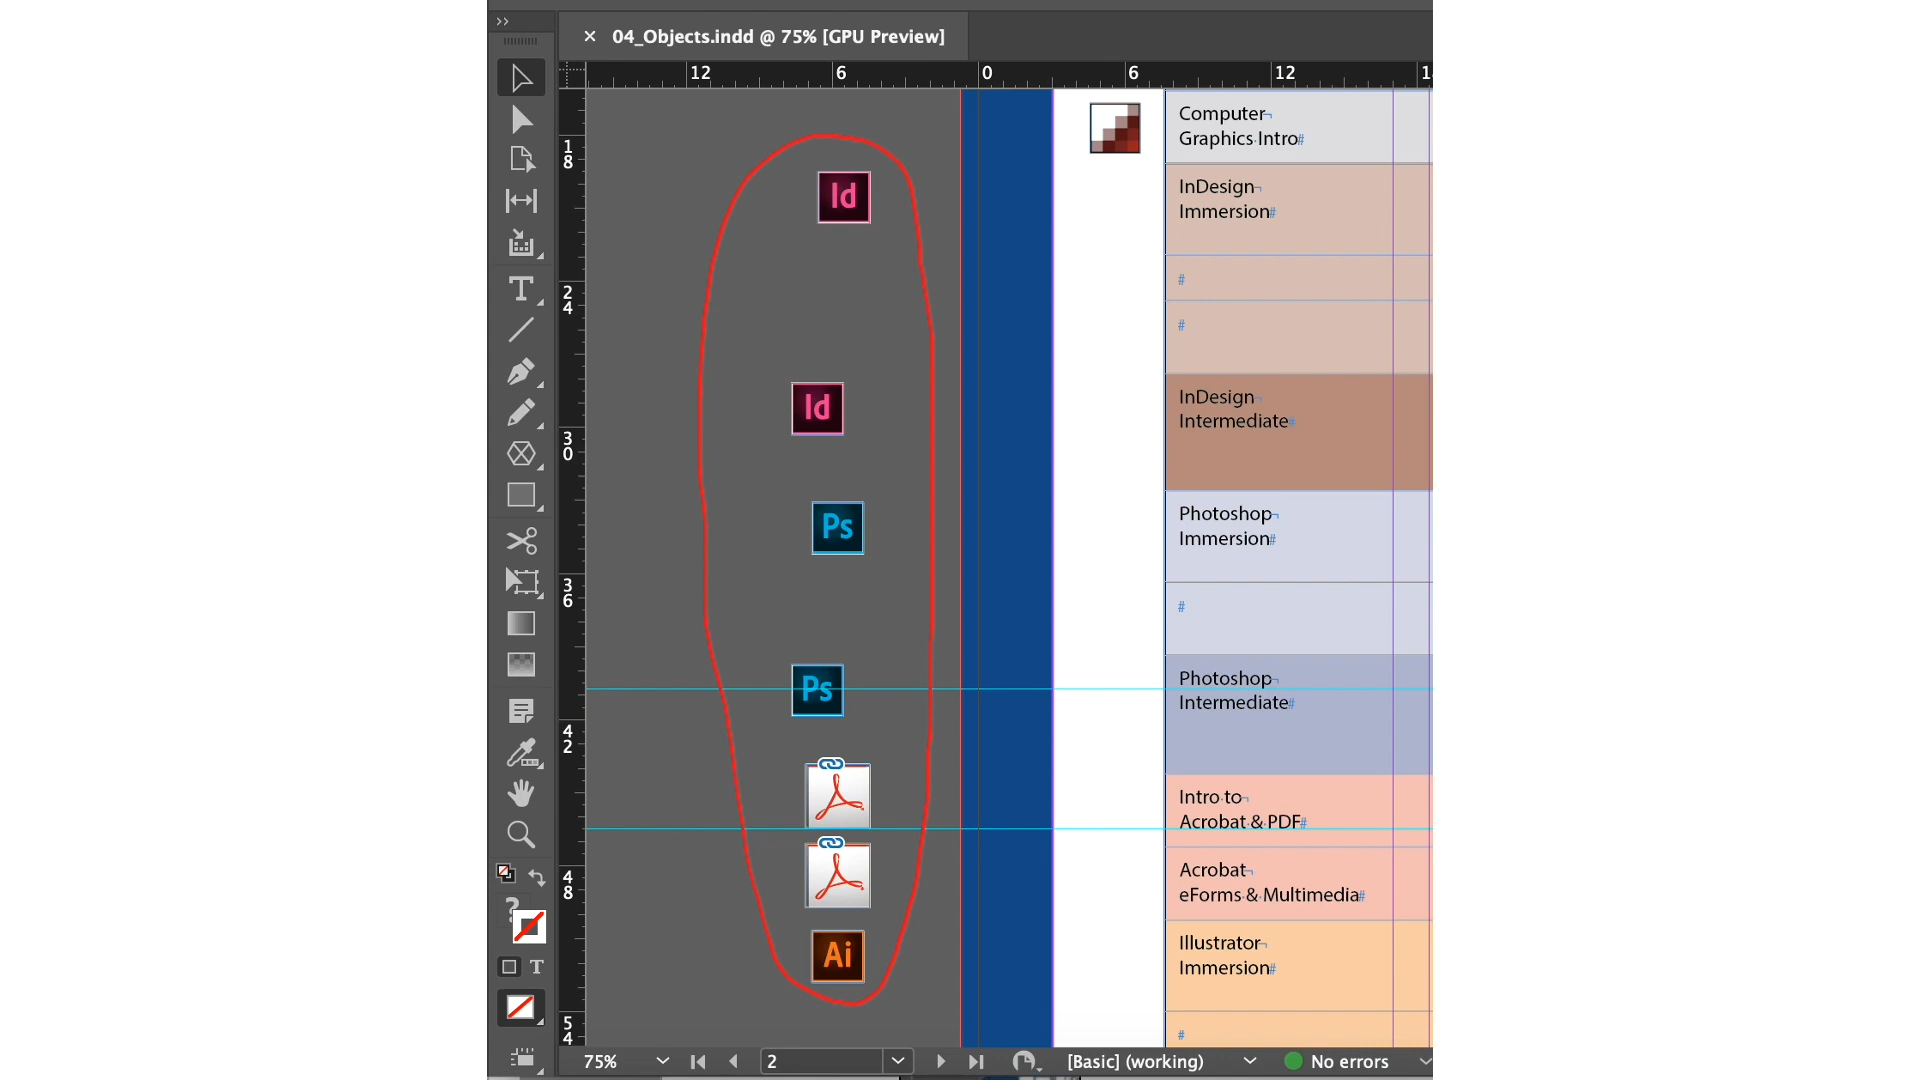 04_Objects.indd @ 75% [GPU Preview]
12 6 0 6 12
18
24
30
36
42
48
54
Id
Id
Ps
Ps
Ai
Computer
Graphics Intro
InDesign
Immersion
InDesign
Intermediate
Photoshop
Immersion
Photoshop
Intermediate
Intro to
Acrobat & PDF
Acrobat
eForms & Multimedia
Illustrator
Immersion
T
T
?
75% 2 [Basic] (working) No errors